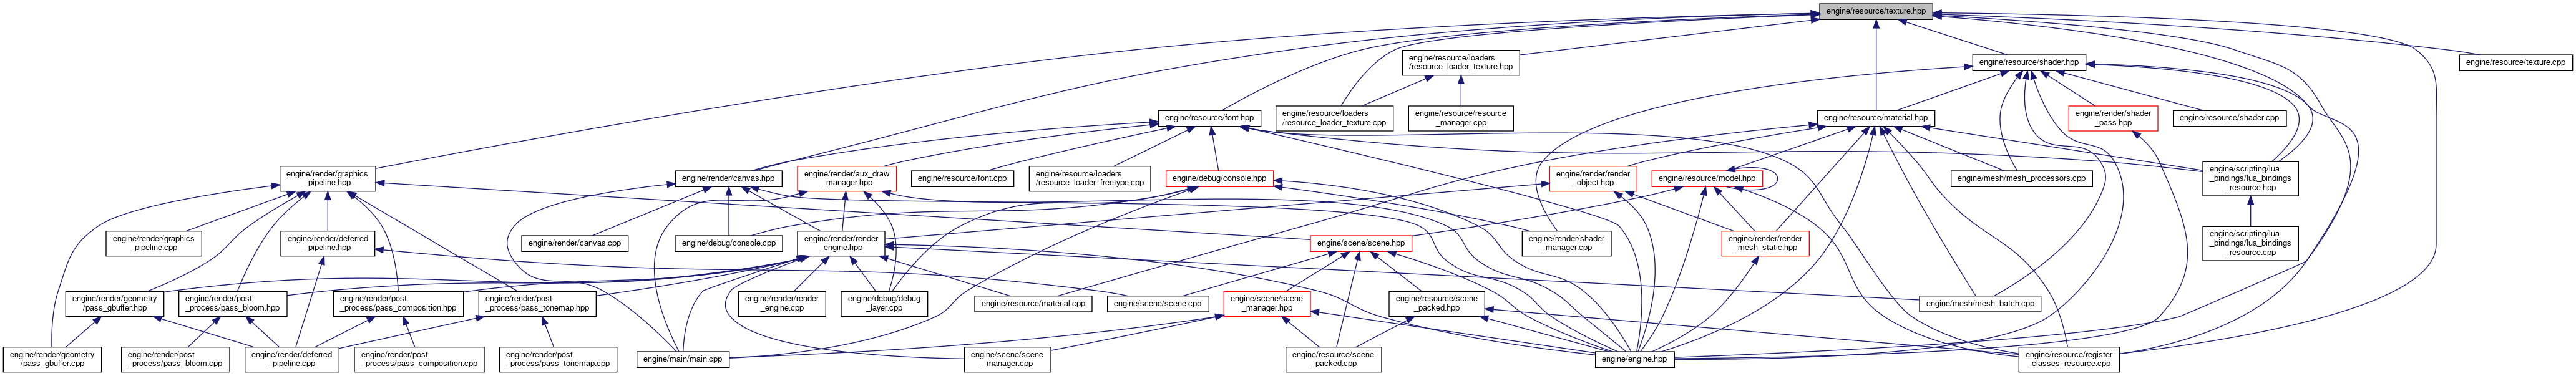 engine/resource/texture.hpp
engine/resource/loaders
/resource_loader_texture.hpp
engine/resource/shader.hpp
engine/resource/texture.cpp
engine/resource/font.hpp
engine/resource/loaders
/resource_loader_texture.cpp
engine/resource/resource
_manager.cpp
engine/resource/material.hpp
engine/render/shader
_pass.hpp
engine/resource/shader.cpp
engine/render/graphics
_pipeline.hpp
engine/render/canvas.hpp
engine/render/aux_draw
_manager.hpp
engine/resource/font.cpp
engine/resource/loaders
/resource_loader_freetype.cpp
engine/debug/console.hpp
engine/render/render
_object.hpp
engine/resource/model.hpp
engine/mesh/mesh_processors.cpp
engine/scripting/lua
_bindings/lua_bindings
_resource.hpp
engine/render/graphics
_pipeline.cpp
engine/render/deferred
_pipeline.hpp
engine/render/canvas.cpp
engine/debug/console.cpp
engine/render/render
_engine.hpp
engine/scene/scene.hpp
engine/render/shader
_manager.cpp
engine/render/render
_mesh_static.hpp
engine/scripting/lua
_bindings/lua_bindings
_resource.cpp
engine/render/geometry
/pass_gbuffer.hpp
engine/render/post
_process/pass_bloom.hpp
engine/render/post
_process/pass_composition.hpp
engine/render/post
_process/pass_tonemap.hpp
engine/render/render
_engine.cpp
engine/debug/debug
_layer.cpp
engine/resource/material.cpp
engine/scene/scene.cpp
engine/scene/scene
_manager.hpp
engine/resource/scene
_packed.hpp
engine/mesh/mesh_batch.cpp
engine/render/geometry
/pass_gbuffer.cpp
engine/render/post
_process/pass_bloom.cpp
engine/render/deferred
_pipeline.cpp
engine/render/post
_process/pass_composition.cpp
engine/render/post
_process/pass_tonemap.cpp
engine/main/main.cpp
engine/scene/scene
_manager.cpp
engine/resource/scene
_packed.cpp
engine/engine.hpp
engine/resource/register
_classes_resource.cpp